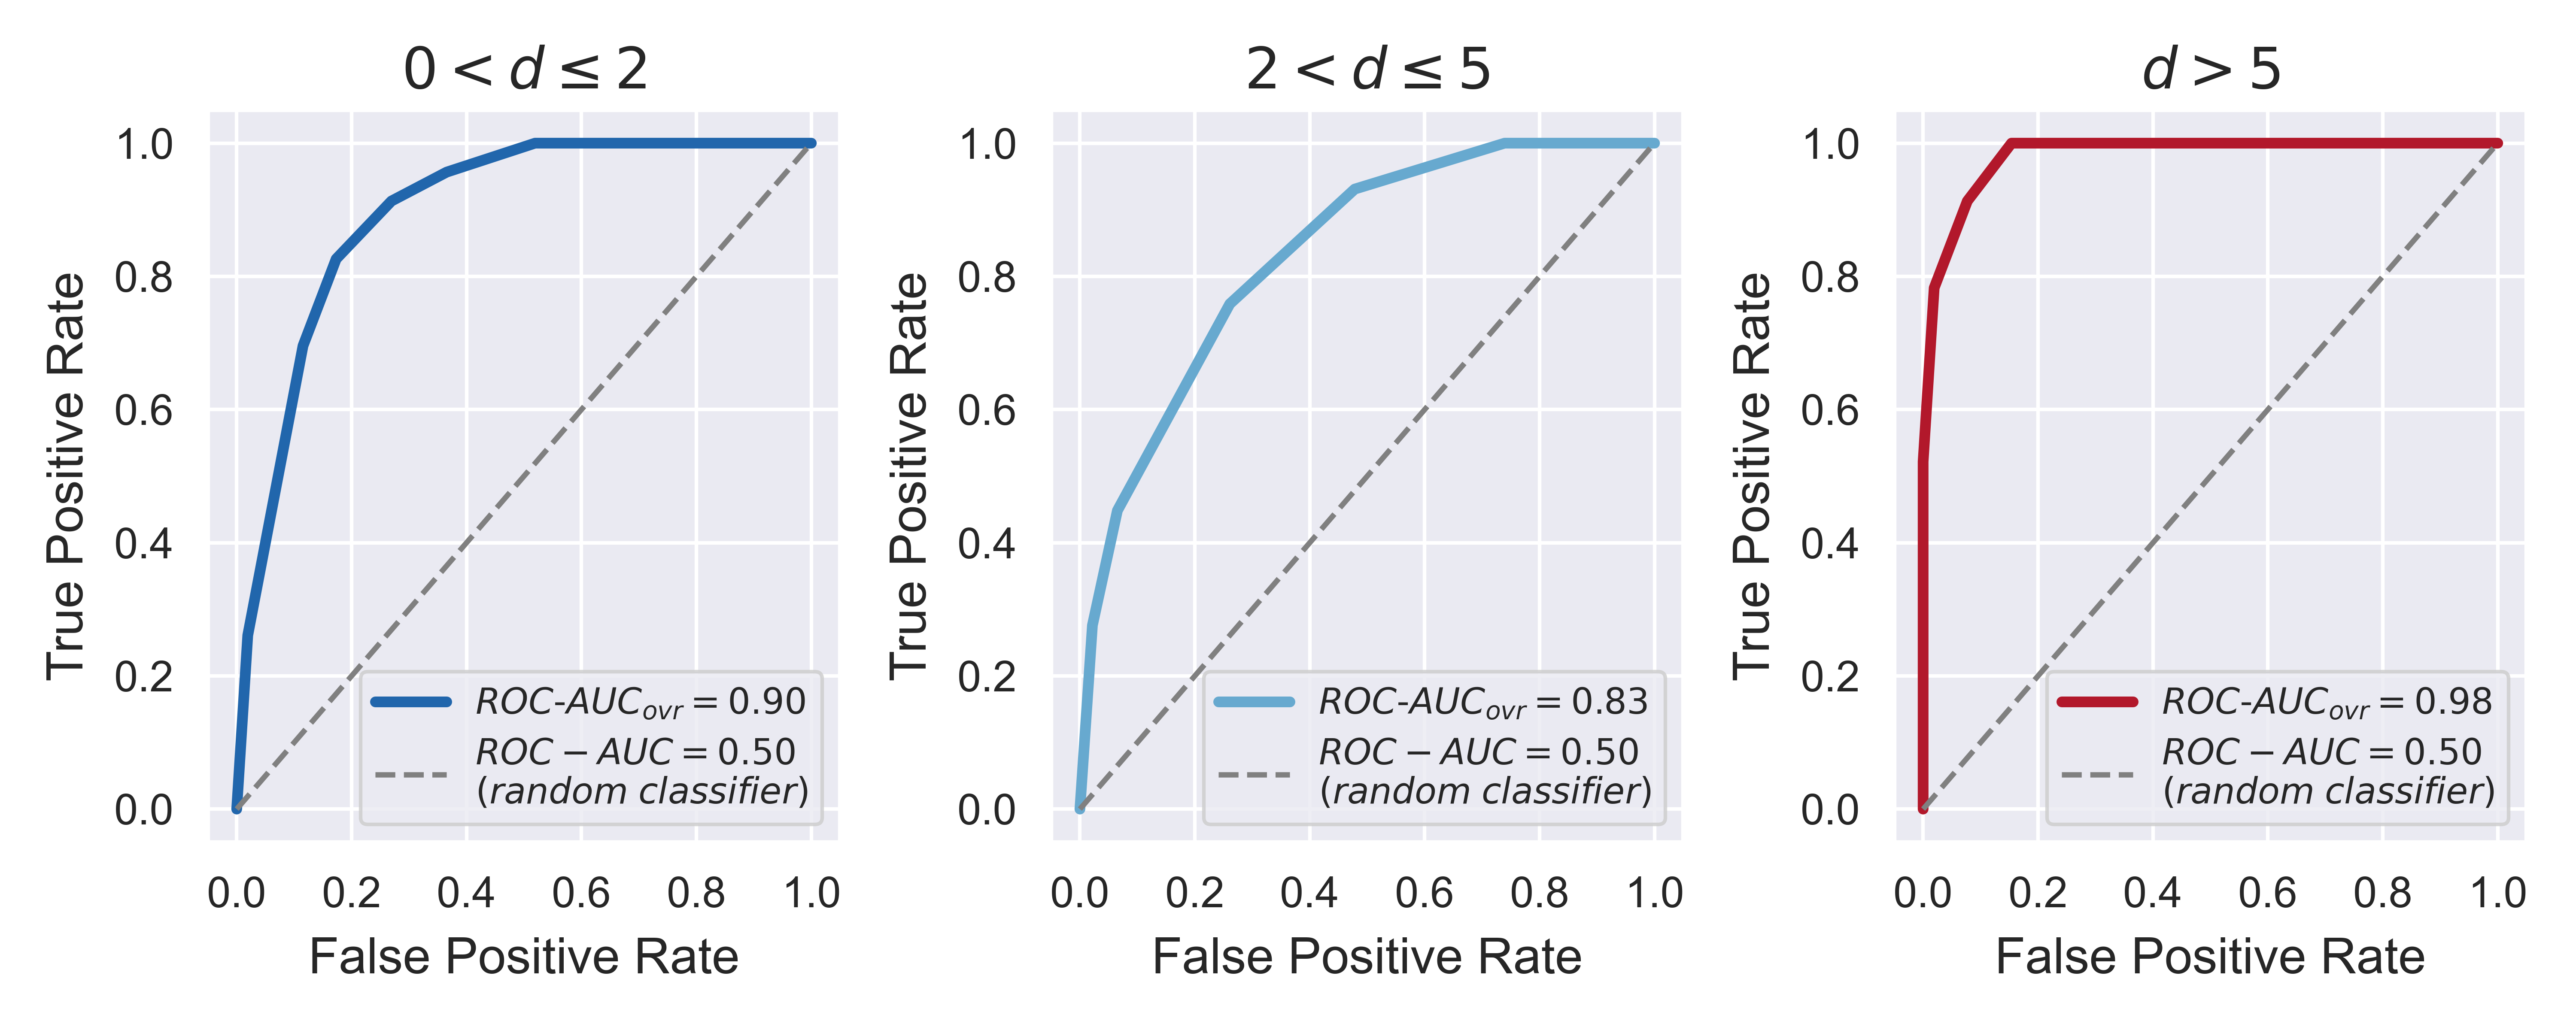 0 < d ≤ 2
1.0
0.8
0.6
0.4
0.2
0.0
True Positive Rate
ROC-AUC_ovr = 0.90
ROC − AUC = 0.50
(random classifier)
0.0 0.2 0.4 0.6 0.8 1.0
False Positive Rate
2 < d ≤ 5
1.0
0.8
0.6
0.4
0.2
0.0
True Positive Rate
ROC-AUC_ovr = 0.83
ROC − AUC = 0.50
(random classifier)
0.0 0.2 0.4 0.6 0.8 1.0
False Positive Rate
d > 5
1.0
0.8
0.6
0.4
0.2
0.0
True Positive Rate
ROC-AUC_ovr = 0.98
ROC − AUC = 0.50
(random classifier)
0.0 0.2 0.4 0.6 0.8 1.0
False Positive Rate